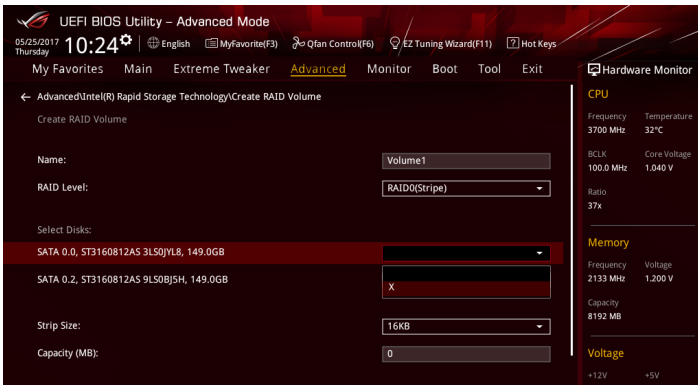 UEFI BIOS Utility – Advanced Mode
05/25/2017 Thursday 10:24 English MyFavorite(F3) Qfan Control(F6) EZ Tuning Wizard(F11) ? Hot Keys
My Favorites Main Extreme Tweaker Advanced Monitor Boot Tool Exit
Hardware Monitor
← Advanced\Intel(R) Rapid Storage Technology\Create RAID Volume
Create RAID Volume
Name: Volume1
RAID Level: RAID0(Stripe)
Select Disks:
SATA 0.0, ST3160812AS 3LS0JYL8, 149.0GB
SATA 0.2, ST3160812AS 9LS0BJ5H, 149.0GB
X
Strip Size: 16KB
Capacity (MB): 0
CPU
Frequency Temperature
3700 MHz 32°C
BCLK Core Voltage
100.0 MHz 1.040 V
Ratio
37x
Memory
Frequency Voltage
2133 MHz 1.200 V
Capacity
8192 MB
Voltage
+12V +5V